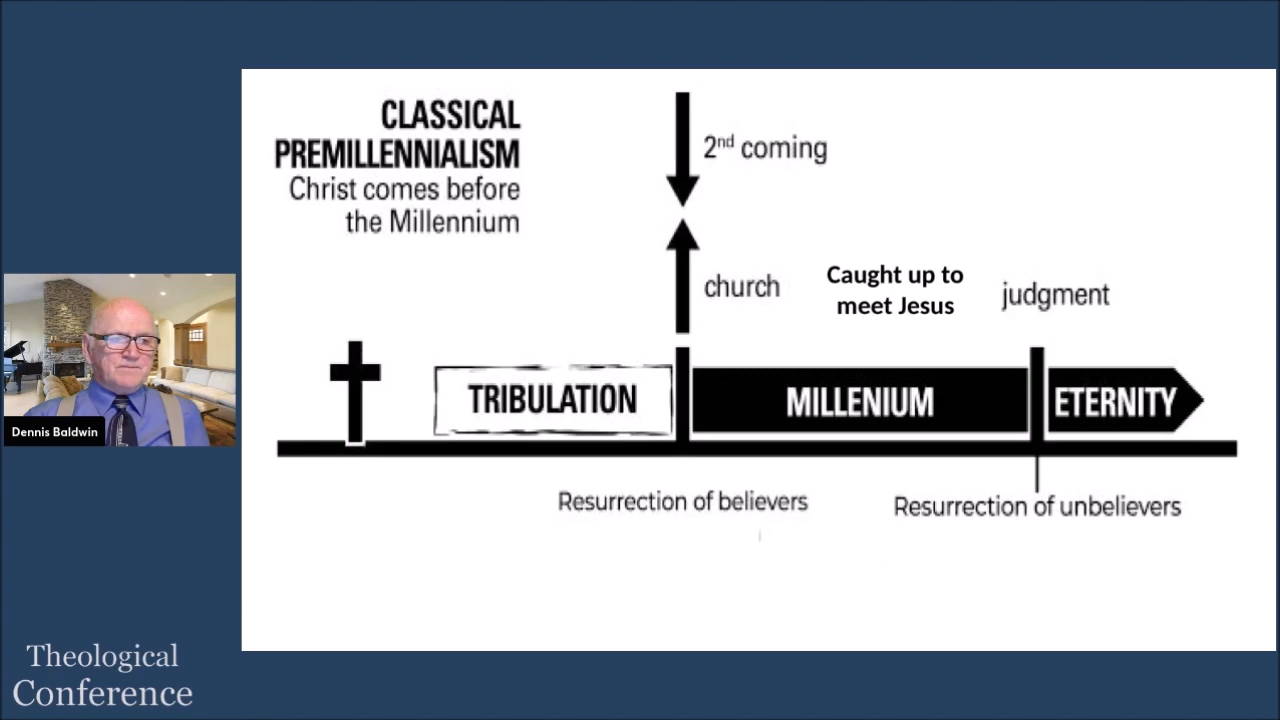 CLASSICAL
PREMILLENNIALISM
Christ comes before
the Millennium
2nd coming
church
Caught up to
meet Jesus
judgment
TRIBULATION
MILLENIUM
ETERNITY
Resurrection of believers
Resurrection of unbelievers
Dennis Baldwin
Theological
Conference